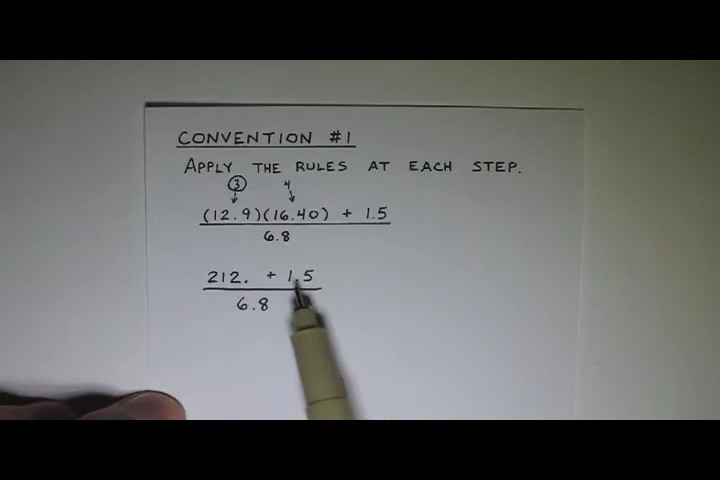 CONVENTION #1
APPLY THE RULES AT EACH STEP.
3 4
(12.9)(16.40) + 1.5
6.8
212. + 1.5
6.8